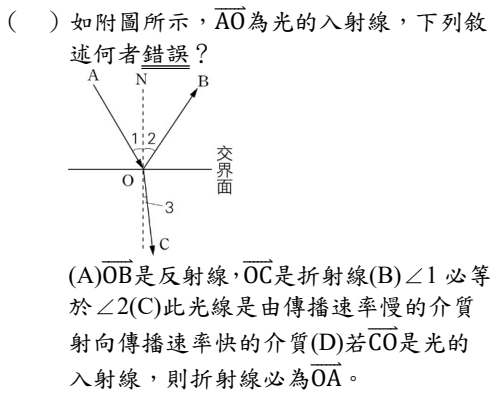 (　　) 如附圖所示，AO為光的入射線，下列敘
述何者錯誤？
A N B
1 2
交界面
O
3
C
(A)OB是反射線，OC是折射線(B)∠1 必等
於∠2(C)此光線是由傳播速率慢的介質
射向傳播速率快的介質(D)若CO是光的
入射線，則折射線必為OA。